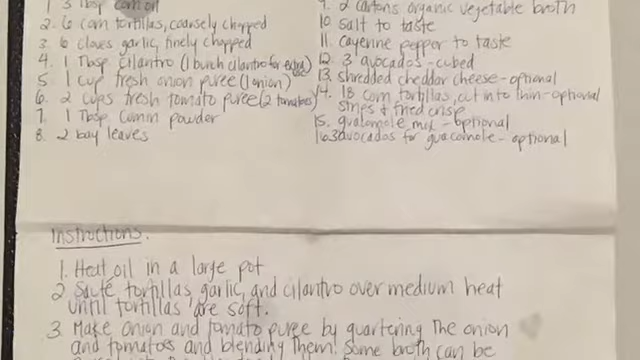 1. 3 Tbsp corn oil
2. 6 corn tortillas, coarsely chopped
3. 6 cloves garlic, finely chopped
4. 1 Tbsp cilantro (1 bunch cilantro for extra)
5. 1 cup fresh onion puree (1 onion)
6. 2 cups fresh tomato puree (2 tomatoes)
7. 1 Tbsp cumin powder
8. 2 bay leaves
9. 2 cartons organic vegetable broth
10 salt to taste
11. cayenne pepper to taste
12. 3 avocados - cubed
13. shredded cheddar cheese - optional
14. 18 corn tortillas, cut into thin - optional
strips & fried crisp
15. guacamole mix - optional
16. 3 avocados for guacamole - optional
Instructions.
1. Heat oil in a large pot
2 Saute tortillas, garlic, and cilantro over medium heat
until tortillas are soft.
3. Make onion and tomato puree by quartering the onion
and tomatoes and blending them. Some broth can be